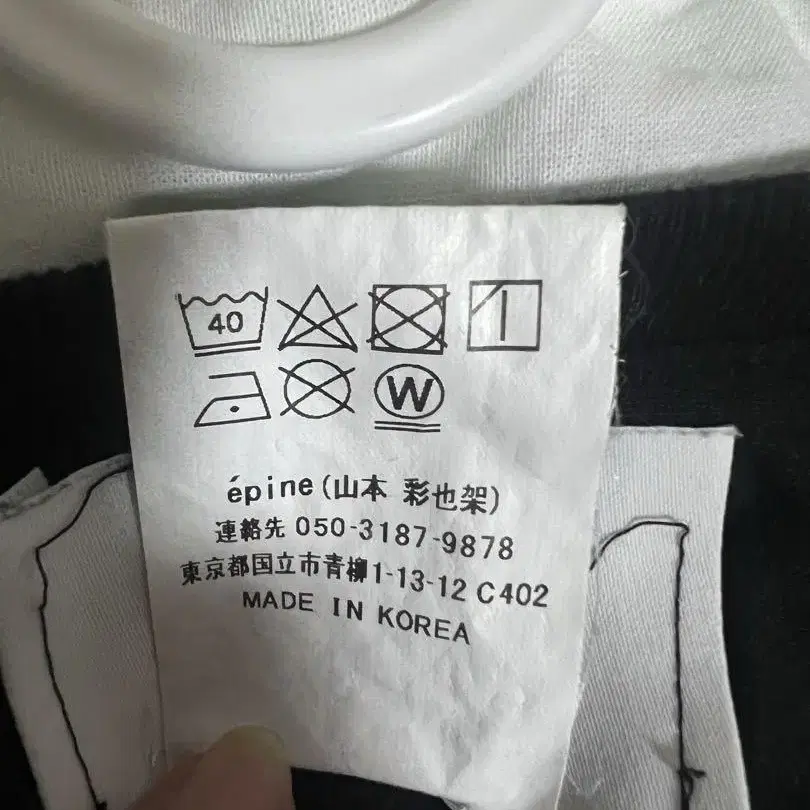 40
W
épine(山本 彩也架)
連絡先 050-3187-9878
東京都国立市青柳1-13-12 C402
MADE IN KOREA